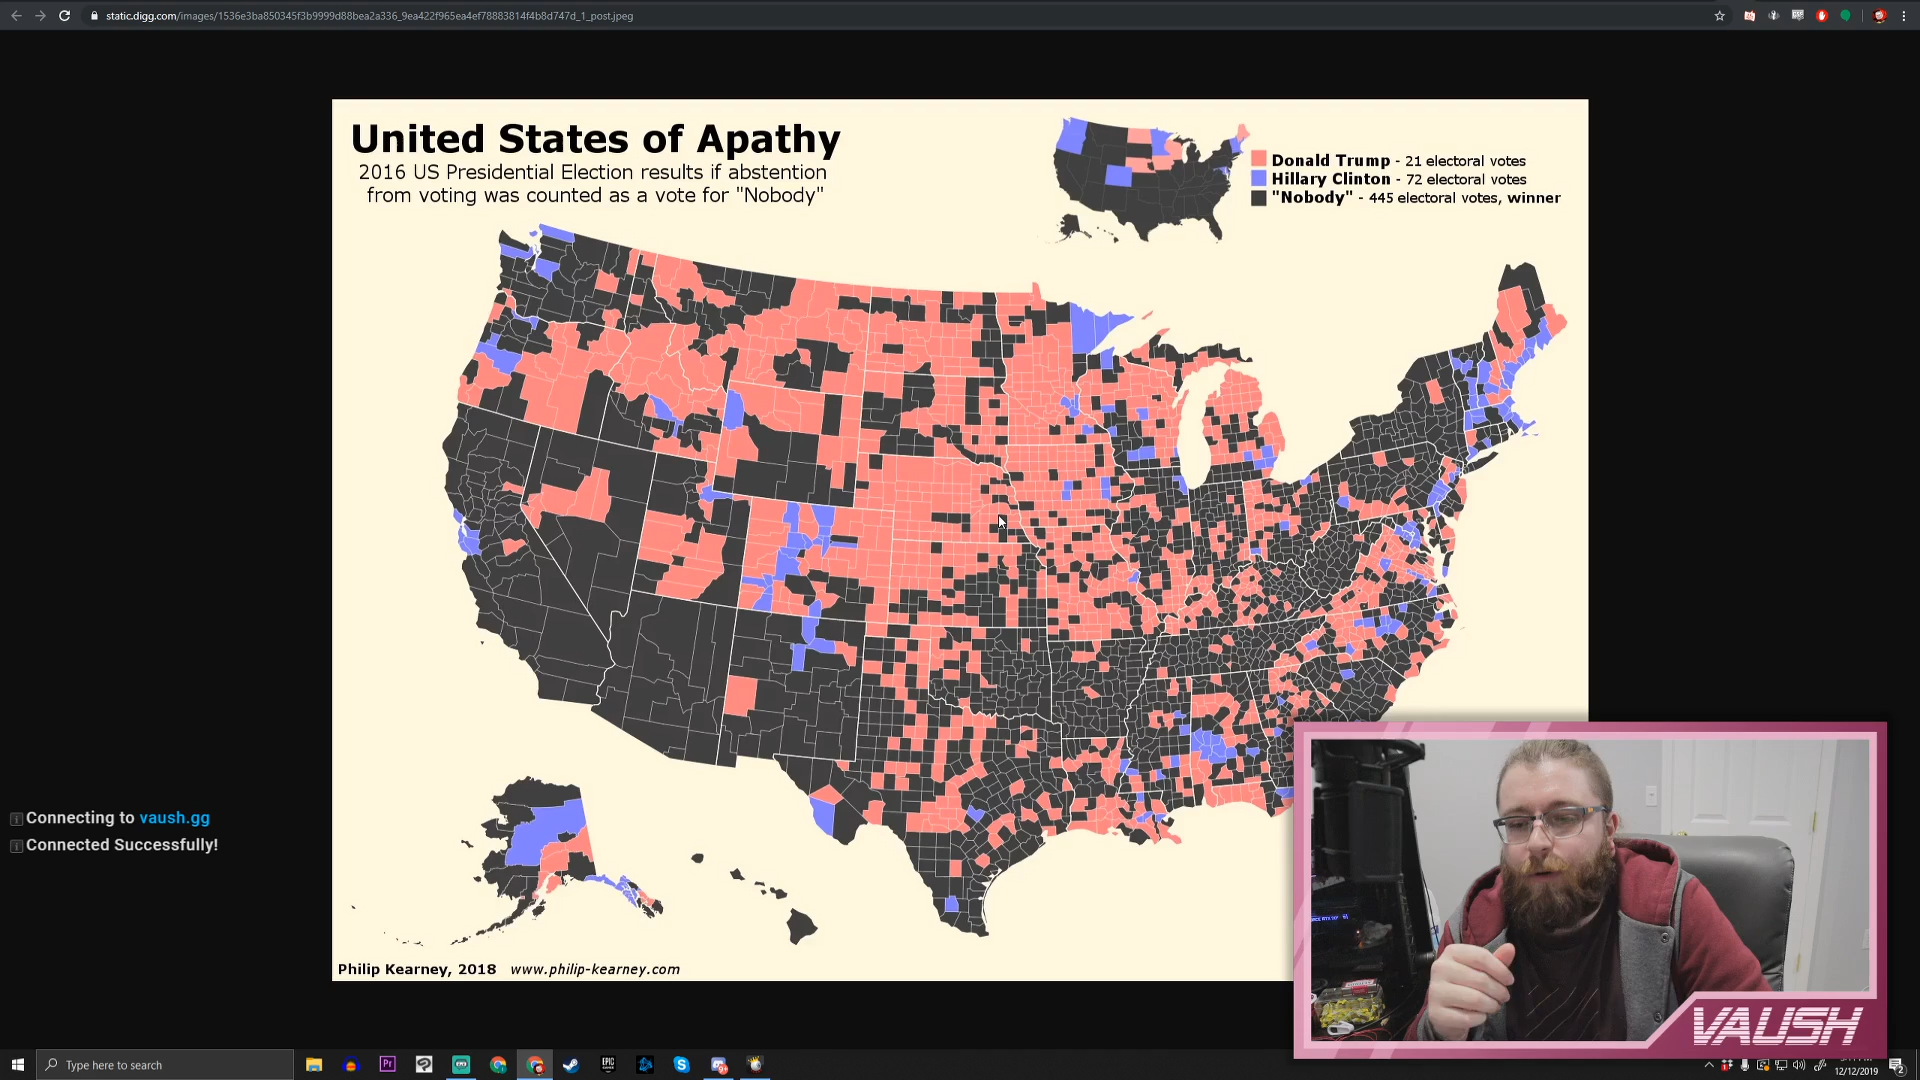 static.digg.com/images/1536e3ba850345f3b9999d88bea2a336_9ea422f965ea4ef78883814f4b8d747d_1_post.jpeg
United States of Apathy
2016 US Presidential Election results if abstention
from voting was counted as a vote for "Nobody"
Donald Trump - 21 electoral votes
Hillary Clinton - 72 electoral votes
"Nobody" - 445 electoral votes, winner
Connecting to vaush.gg
Connected Successfully!
Philip Kearney, 2018 www.philip-kearney.com
VAUSH
Type here to search
Pr
EPIC
12/12/2019
2